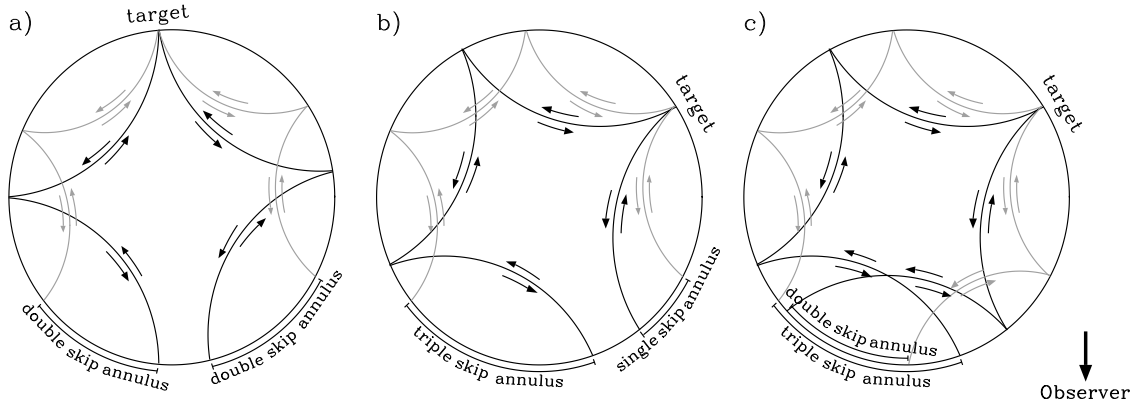 a)
target
double skip annulus
double skip annulus
b)
target
triple skip annulus
single skip annulus
c)
target
double skip annulus
triple skip annulus
Observer